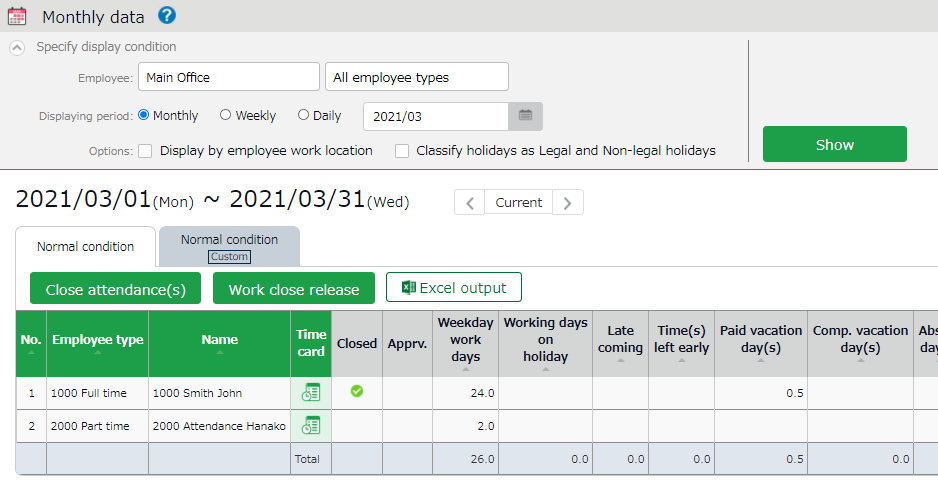 Monthly data ?
Specify display condition
Employee: Main Office All employee types
Displaying period: Monthly Weekly Daily 2021/03
Options: Display by employee work location Classify holidays as Legal and Non-legal holidays
Show
2021/03/01(Mon) ~ 2021/03/31(Wed) < Current >
Normal condition
Normal condition
Custom
Close attendance(s) Work close release Excel output
No. Employee type Name Time card Closed Apprv. Weekday work days Working days on holiday Late coming Time(s) left early Paid vacation day(s) Comp. vacation day(s)
1 1000 Full time 1000 Smith John 24.0 0.5
2 2000 Part time 2000 Attendance Hanako 2.0
Total 26.0 0.0 0.0 0.0 0.5 0.0